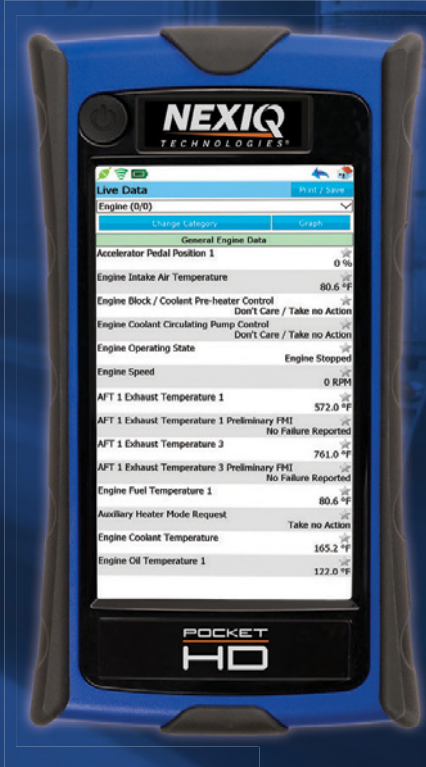 NEXIQ
TECHNOLOGIES®
Live Data
Print / Save
Engine (0/0)
Change Category
Graph
General Engine Data
Accelerator Pedal Position 1
0 %
Engine Intake Air Temperature
80.6 °F
Engine Block / Coolant Pre-heater Control
Don't Care / Take no Action
Engine Coolant Circulating Pump Control
Don't Care / Take no Action
Engine Operating State
Engine Stopped
Engine Speed
0 RPM
AFT 1 Exhaust Temperature 1
572.0 °F
AFT 1 Exhaust Temperature 1 Preliminary FMI
No Failure Reported
AFT 1 Exhaust Temperature 3
761.0 °F
AFT 1 Exhaust Temperature 3 Preliminary FMI
No Failure Reported
Engine Fuel Temperature 1
80.6 °F
Auxiliary Heater Mode Request
Take no Action
Engine Coolant Temperature
165.2 °F
Engine Oil Temperature 1
122.0 °F
POCKET
HD